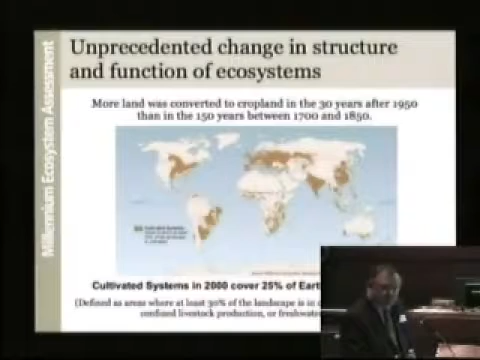 Millennium Ecosystem Assessment
Unprecedented change in structure
and function of ecosystems
More land was converted to cropland in the 30 years after 1950
than in the 150 years between 1700 and 1850.
Cultivated Systems in 2000 cover 25% of
(Defined as areas where at least 30% of the landscape is in
confined livestock production, or